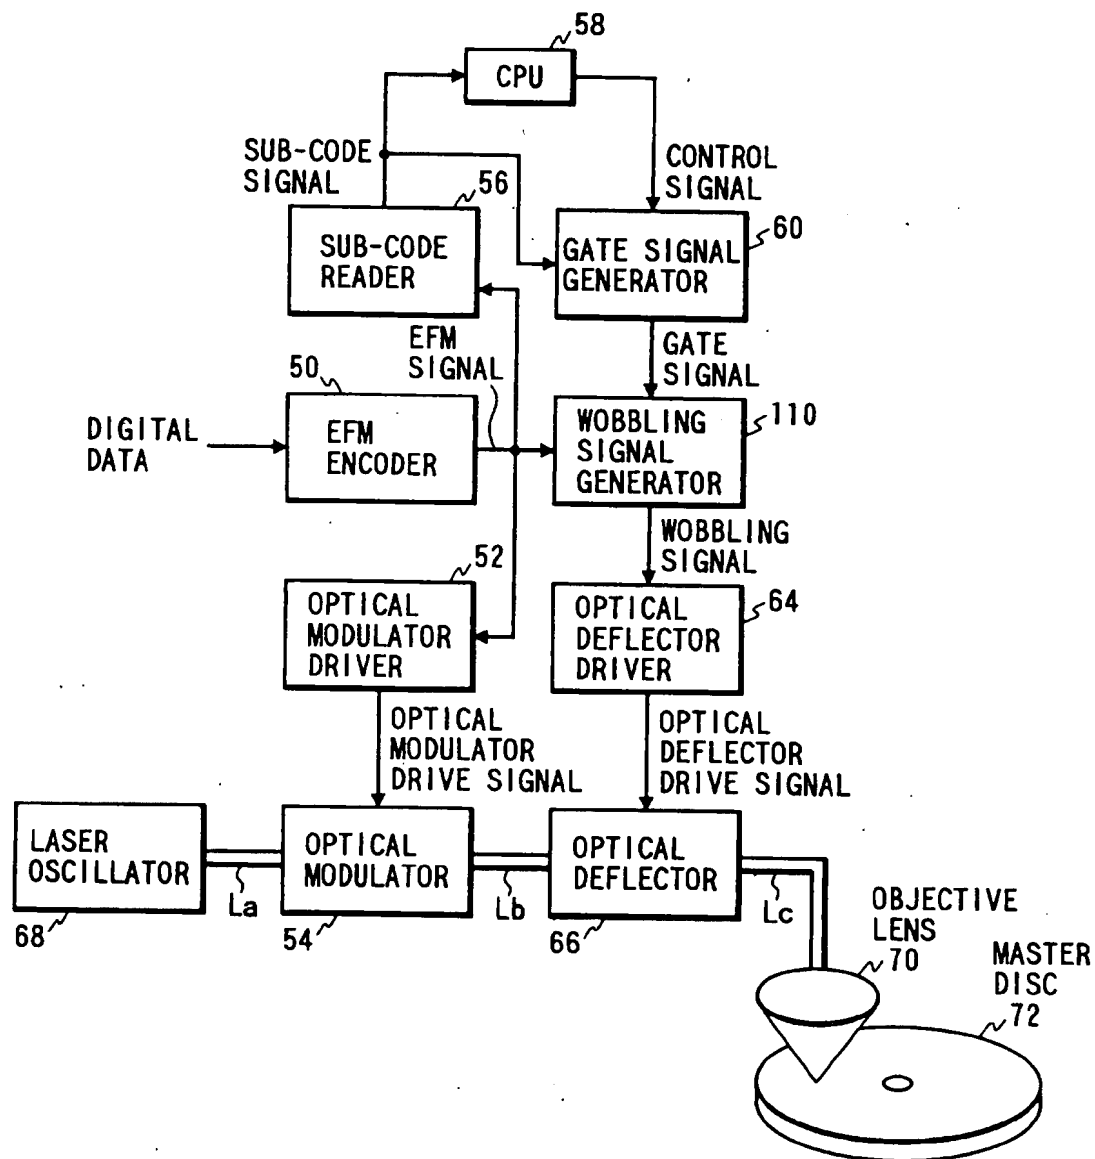 58
CPU
SUB-CODE
SIGNAL
CONTROL
SIGNAL
56
SUB-CODE
READER
60
GATE SIGNAL
GENERATOR
EFM
SIGNAL
GATE
SIGNAL
50
DIGITAL
DATA
EFM
ENCODER
110
WOBBLING
SIGNAL
GENERATOR
WOBBLING
SIGNAL
52
OPTICAL
MODULATOR
DRIVER
64
OPTICAL
DEFLECTOR
DRIVER
OPTICAL
MODULATOR
DRIVE SIGNAL
OPTICAL
DEFLECTOR
DRIVE SIGNAL
LASER
OSCILLATOR
68
La
OPTICAL
MODULATOR
54
Lb
OPTICAL
DEFLECTOR
66
Lc
OBJECTIVE
LENS
70
MASTER
DISC
72